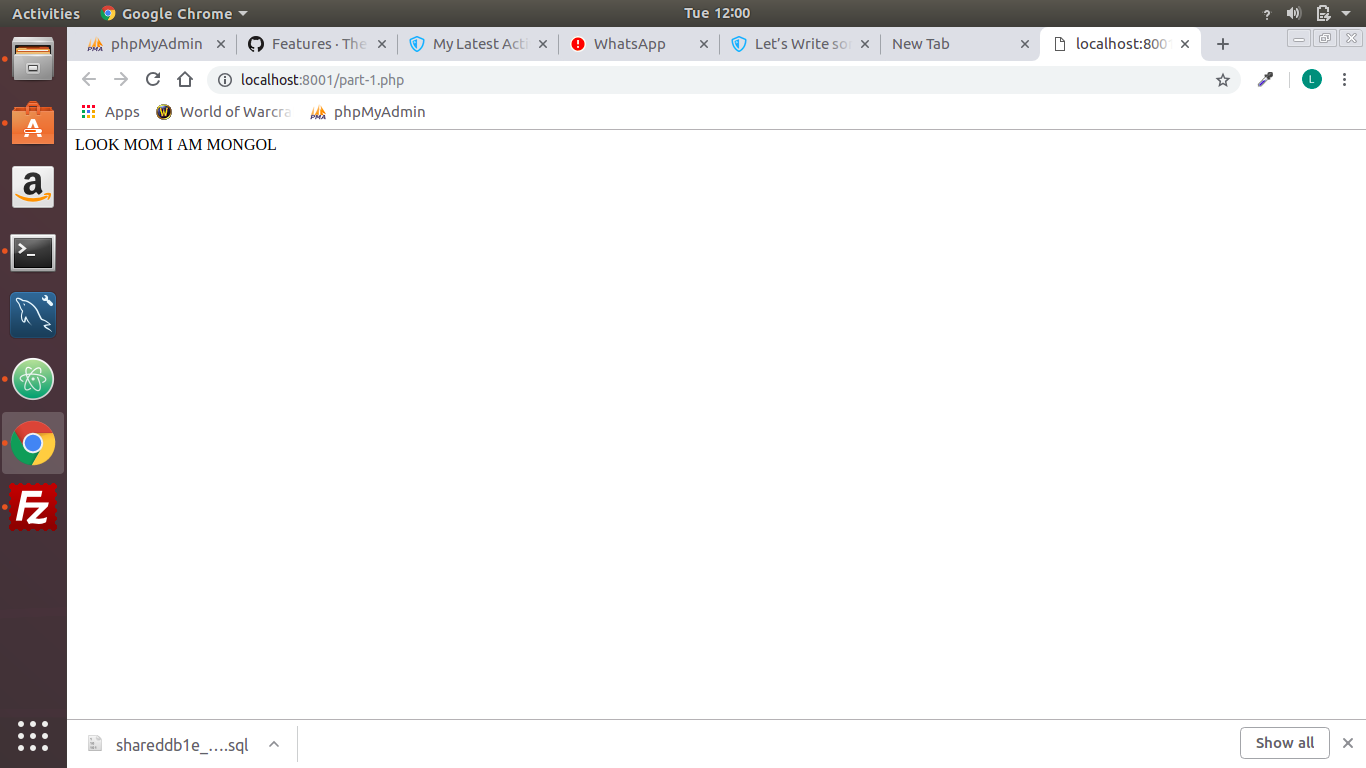 Activities Google Chrome Tue 12:00 ?
phpMyAdmin Features · The My Latest Acti WhatsApp Let's Write so New Tab localhost:800
localhost:8001/part-1.php L
Apps World of Warcra phpMyAdmin
LOOK MOM I AM MONGOL
shareddb1e_....sql Show all